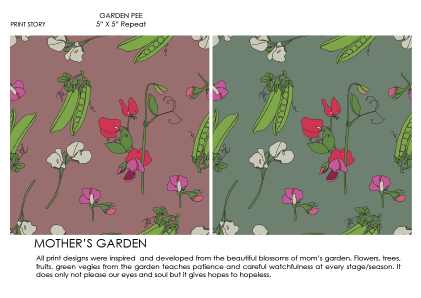 GARDEN PEE
PRINT STORY
5" X 5" Repeat
MOTHER'S GARDEN
All print designs were inspired and developed from the beautiful blossoms of mom's garden. Flowers, trees,
fruits, green vegies from the garden teaches patience and careful watchfulness at every stage/season. It
does only not please our eyes and soul but it gives hopes to hopeless.